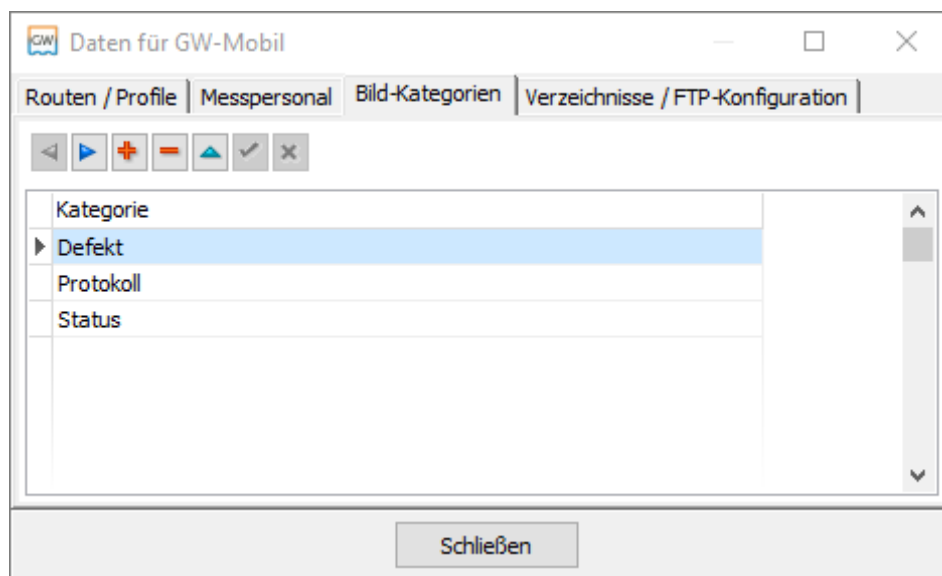 GW Daten für GW-Mobil
Routen / Profile Messpersonal Bild-Kategorien Verzeichnisse / FTP-Konfiguration
Kategorie
Defekt
Protokoll
Status
Schließen